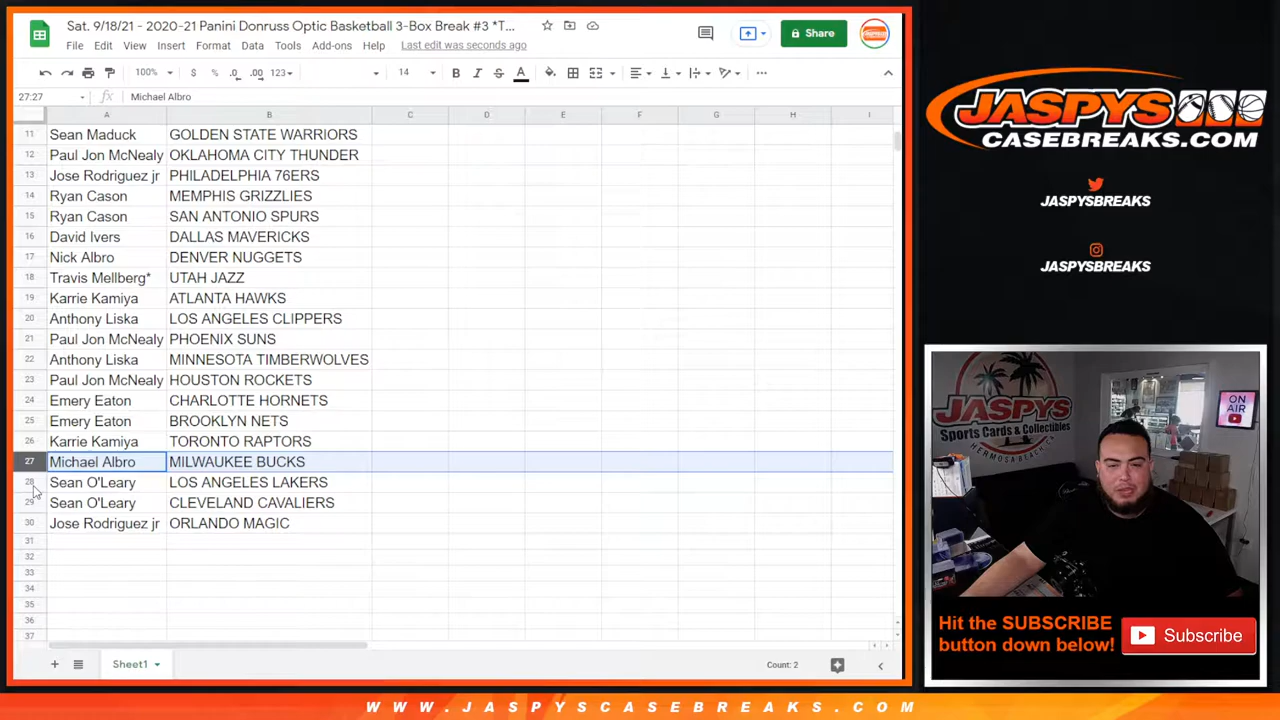 Sat. 9/18/21 - 2020-21 Panini Donruss Optic Basketball 3-Box Break #3 *T...
File Edit View Insert Format Data Tools Add-ons Help Last edit was seconds ago
Share
100% $ % .0 .00 123 14 B I S A
27:27 fx Michael Albro
A B C D E F G H I
11 Sean Maduck GOLDEN STATE WARRIORS
12 Paul Jon McNealy OKLAHOMA CITY THUNDER
13 Jose Rodriguez jr PHILADELPHIA 76ERS
14 Ryan Cason MEMPHIS GRIZZLIES
15 Ryan Cason SAN ANTONIO SPURS
16 David Ivers DALLAS MAVERICKS
17 Nick Albro DENVER NUGGETS
18 Travis Mellberg* UTAH JAZZ
19 Karrie Kamiya ATLANTA HAWKS
20 Anthony Liska LOS ANGELES CLIPPERS
21 Paul Jon McNealy PHOENIX SUNS
22 Anthony Liska MINNESOTA TIMBERWOLVES
23 Paul Jon McNealy HOUSTON ROCKETS
24 Emery Eaton CHARLOTTE HORNETS
25 Emery Eaton BROOKLYN NETS
26 Karrie Kamiya TORONTO RAPTORS
27 Michael Albro MILWAUKEE BUCKS
28 Sean O'Leary LOS ANGELES LAKERS
29 Sean O'Leary CLEVELAND CAVALIERS
30 Jose Rodriguez jr ORLANDO MAGIC
31
32
33
34
35
36
37
Sheet1
Count: 2
JASPYS
CASEBREAKS.COM
JASPYSBREAKS
JASPYSBREAKS
JASPYS
Sports Cards & Collectibles
HERMOSA BEACH, CA
ON AIR
Hit the SUBSCRIBE
button down below!
Subscribe
WWW.JASPYSCASEBREAKS.COM